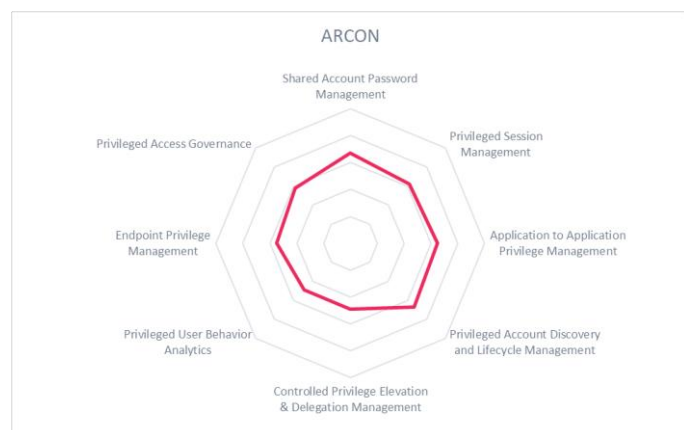 ARCON
Shared Account Password
Management
Privileged Access Governance
Privileged Session
Management
Endpoint Privilege
Management
Application to Application
Privilege Management
Privileged User Behavior
Analytics
Privileged Account Discovery
and Lifecycle Management
Controlled Privilege Elevation
& Delegation Management